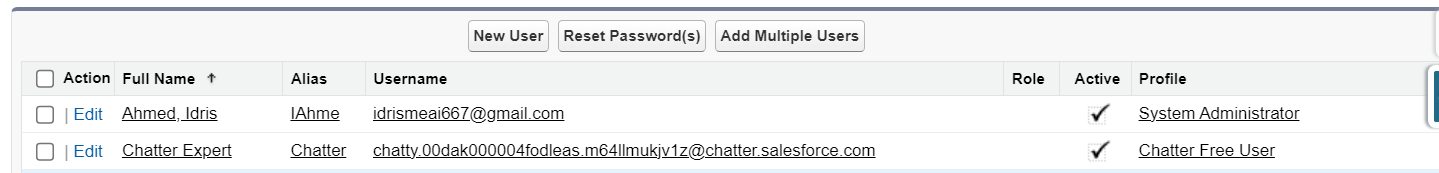 New User Reset Password(s) Add Multiple Users
Action Full Name ↑ Alias Username Role Active Profile
| Edit Ahmed, Idris IAhme idrismeai667@gmail.com System Administrator
| Edit Chatter Expert Chatter chatty.00dak000004fodleas.m64llmukjv1z@chatter.salesforce.com Chatter Free User